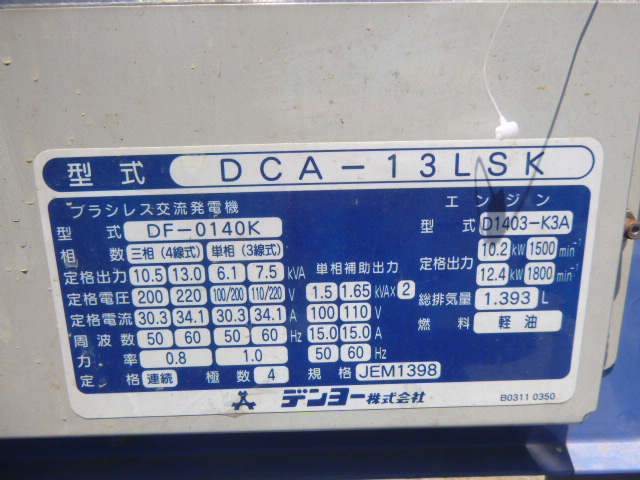 型式 DCA-13LSK
ブラシレス交流発電機
型式 DF-0140K
相数 三相(4線式) 単相(3線式)
定格出力 10.5 13.0 6.1 7.5 kVA
定格電圧 200 220 100/200 110/220 V
定格電流 30.3 34.1 30.3 34.1 A
周波数 50 60 50 60 Hz
力率 0.8 1.0
定格 連続 極数 4
単相補助出力
1.5 1.65 kVA×2
100 110 V
15.0 15.0 A
50 60 Hz
規格 JEM1398
エンジン
型式 D1403-K3A
定格出力 10.2 kW 1500 min⁻¹
12.4 kW 1800 min⁻¹
総排気量 1.393 L
燃料 軽油
デンヨー株式会社
B0311 0350